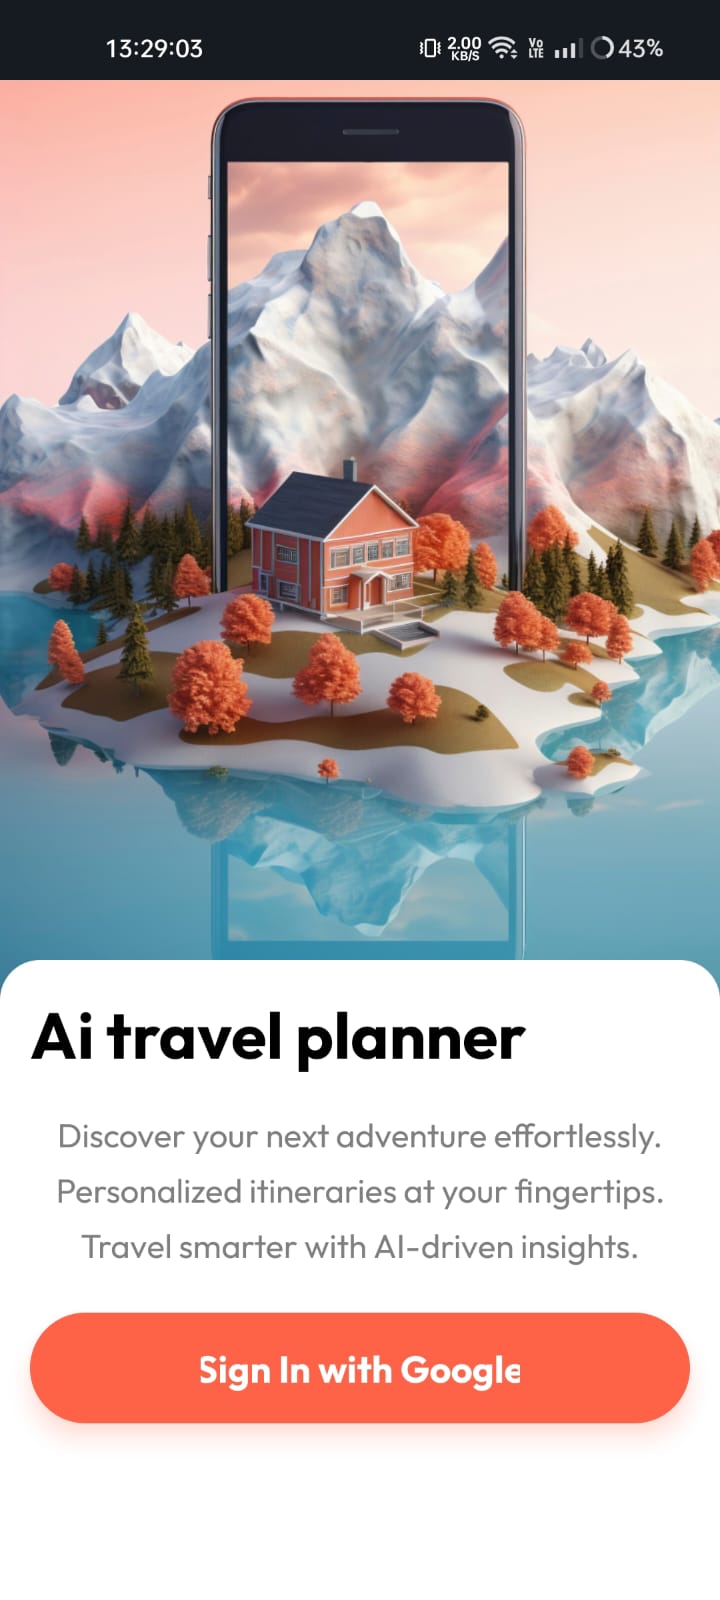 13:29:03 2.00 KB/S Vo LTE 43%
Ai travel planner
Discover your next adventure effortlessly.
Personalized itineraries at your fingertips.
Travel smarter with AI-driven insights.
Sign In with Google